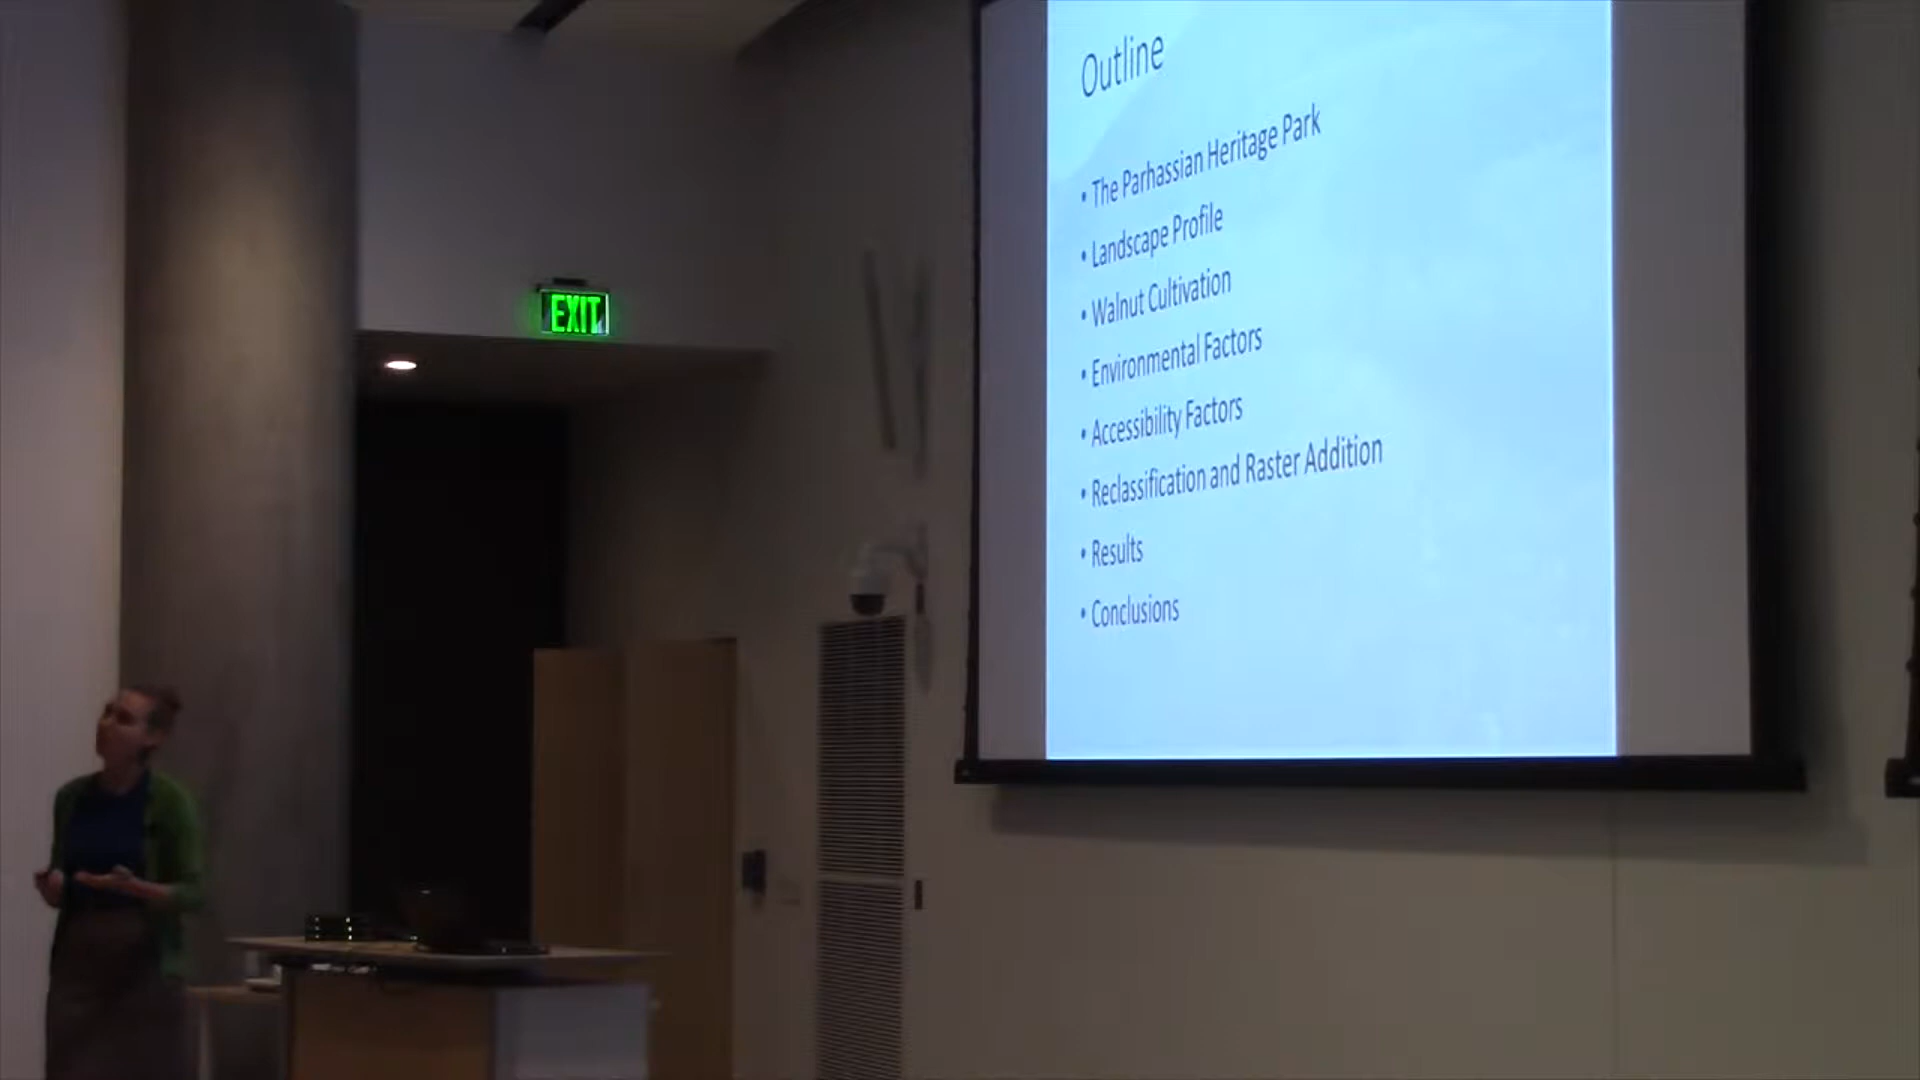 Outline
• The Parhassian Heritage Park
• Landscape Profile
• Walnut Cultivation
• Environmental Factors
• Accessibility Factors
• Reclassification and Raster Addition
• Results
• Conclusions
EXIT